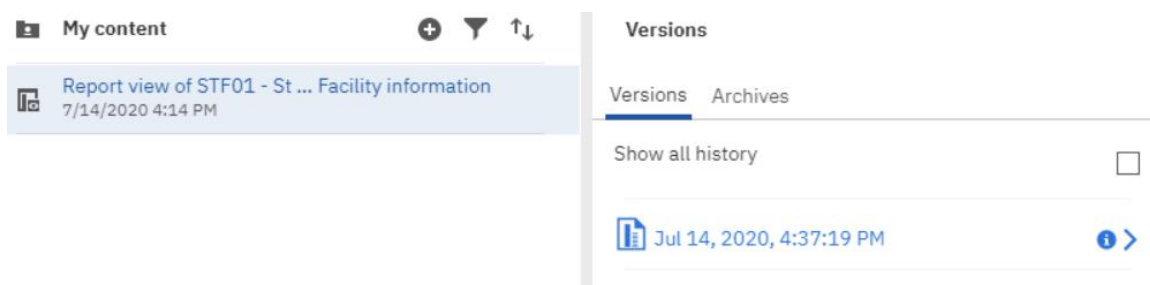 My content
Report view of STF01 - St ... Facility information
7/14/2020 4:14 PM
Versions
Versions Archives
Show all history
Jul 14, 2020, 4:37:19 PM